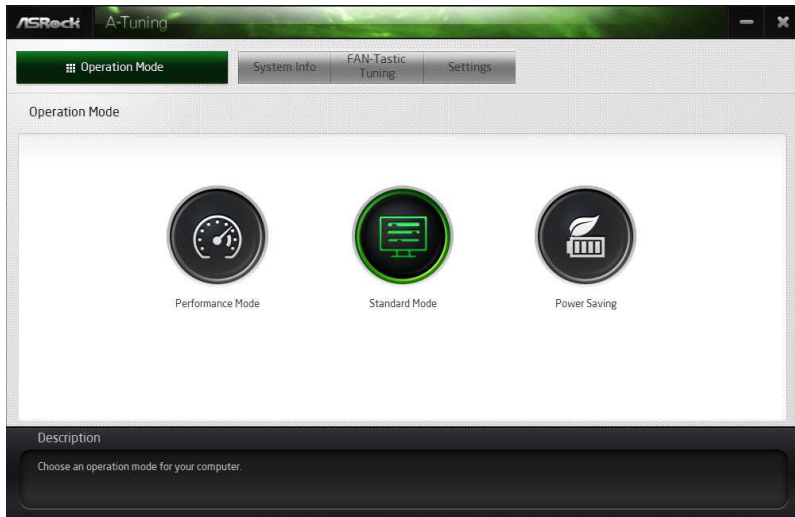 ASRock A-Tuning
Operation Mode
System Info
FAN-Tastic
Tuning
Settings
Operation Mode
Performance Mode
Standard Mode
Power Saving
Description
Choose an operation mode for your computer.